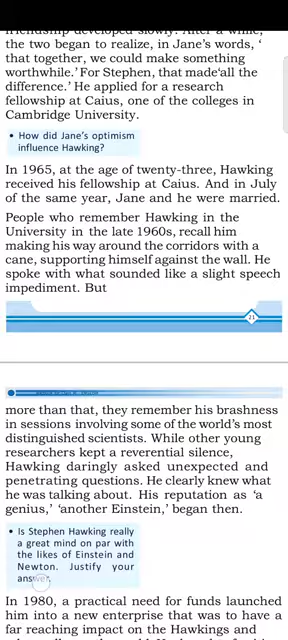 friendship developed slowly. After a while,
the two began to realize, in Jane's words, '
that together, we could make something
worthwhile.' For Stephen, that made'all the
difference.' He applied for a research
fellowship at Caius, one of the colleges in
Cambridge University.
• How did Jane's optimism
influence Hawking?
In 1965, at the age of twenty-three, Hawking
received his fellowship at Caius. And in July
of the same year, Jane and he were married.
People who remember Hawking in the
University in the late 1960s, recall him
making his way around the corridors with a
cane, supporting himself against the wall. He
spoke with what sounded like a slight speech
impediment. But
21
more than that, they remember his brashness
in sessions involving some of the world's most
distinguished scientists. While other young
researchers kept a reverential silence,
Hawking daringly asked unexpected and
penetrating questions. He clearly knew what
he was talking about. His reputation as 'a
genius,' 'another Einstein,' began then.
• Is Stephen Hawking really
a great mind on par with
the likes of Einstein and
Newton. Justify your
answer.
In 1980, a practical need for funds launched
him into a new enterprise that was to have a
far reaching impact on the Hawkings and